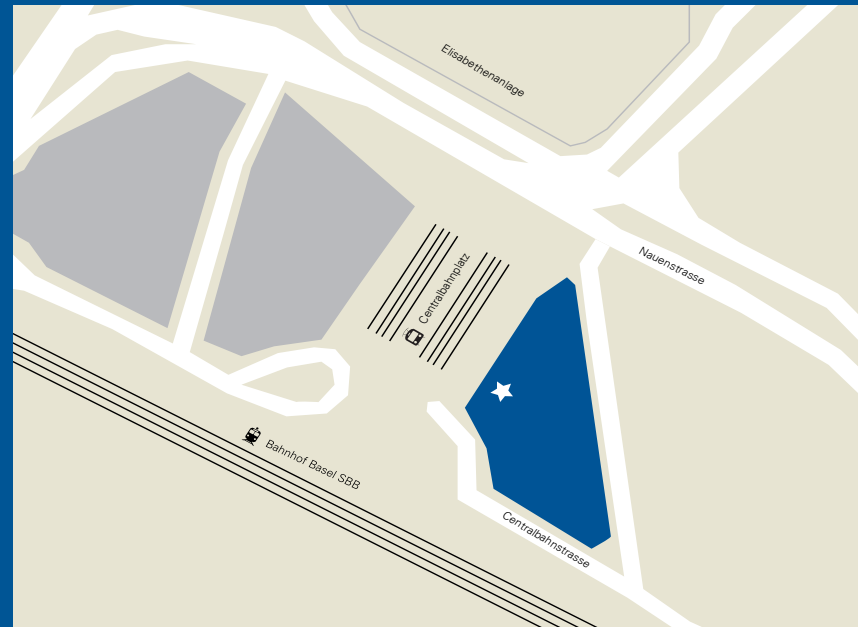 Elisabethenanlage
Nauenstrasse
Centralbahnplatz
Bahnhof Basel SBB
Centralbahnstrasse